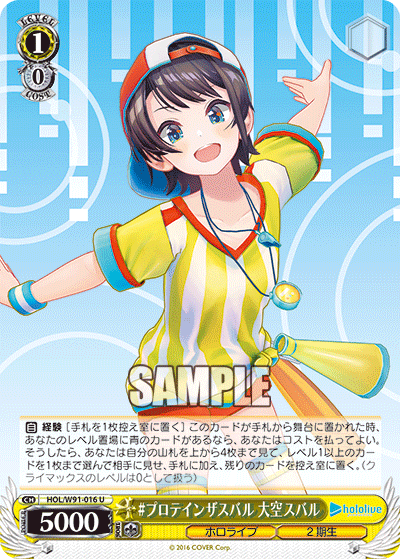 LEVEL
1
0
COST
SAMPLE
自 経験 [手札を1枚控え室に置く] このカードが手札から舞台に置かれた時、
あなたのレベル置場に青のカードがあるなら、あなたはコストを払ってよい。
そうしたら、あなたは自分の山札を上から4枚まで見て、レベル1以上のカー
ドを1枚まで選んで相手に見せ、手札に加え、残りのカードを控え室に置く。(ク
ライマックスのレベルは0として扱う)
CH HOL/W91-016 U
5000
#プロテインザスバル 大空スバル
hololive
ホロライブ
2期生
© 2016 COVER Corp.